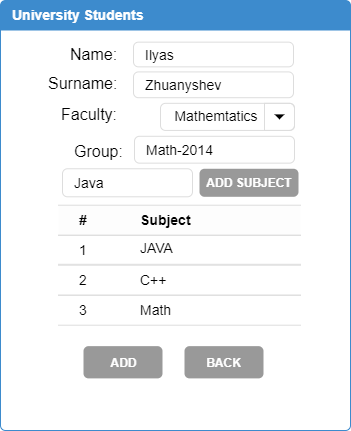 University Students
Name: Ilyas
Surname: Zhuanyshev
Faculty: Mathemtatics
Group: Math-2014
Java ADD SUBJECT
# Subject
1 JAVA
2 C++
3 Math
ADD BACK